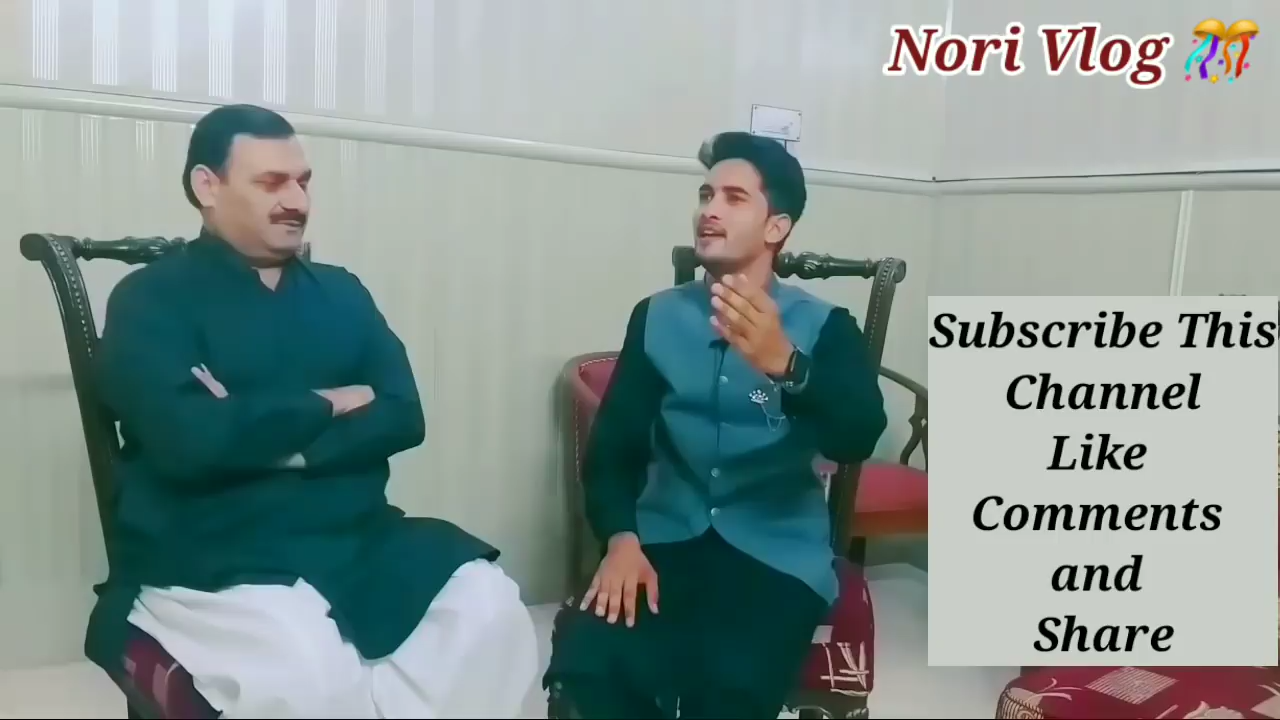 Nori Vlog 🎊
Subscribe This
Channel
Like
Comments
and
Share